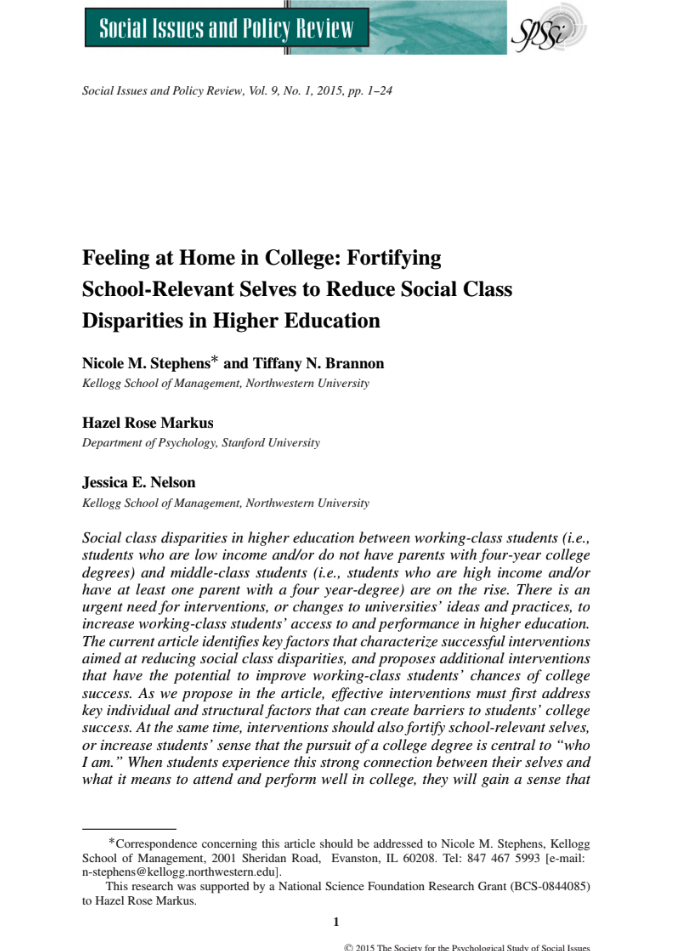 Social Issues and Policy Review
SPSSi
Social Issues and Policy Review, Vol. 9, No. 1, 2015, pp. 1–24
Feeling at Home in College: Fortifying
School-Relevant Selves to Reduce Social Class
Disparities in Higher Education
Nicole M. Stephens* and Tiffany N. Brannon
Kellogg School of Management, Northwestern University
Hazel Rose Markus
Department of Psychology, Stanford University
Jessica E. Nelson
Kellogg School of Management, Northwestern University
Social class disparities in higher education between working-class students (i.e.,
students who are low income and/or do not have parents with four-year college
degrees) and middle-class students (i.e., students who are high income and/or
have at least one parent with a four year-degree) are on the rise. There is an
urgent need for interventions, or changes to universities’ ideas and practices, to
increase working-class students’ access to and performance in higher education.
The current article identifies key factors that characterize successful interventions
aimed at reducing social class disparities, and proposes additional interventions
that have the potential to improve working-class students’ chances of college
success. As we propose in the article, effective interventions must first address
key individual and structural factors that can create barriers to students’ college
success. At the same time, interventions should also fortify school-relevant selves,
or increase students’ sense that the pursuit of a college degree is central to “who
I am.” When students experience this strong connection between their selves and
what it means to attend and perform well in college, they will gain a sense that
*Correspondence concerning this article should be addressed to Nicole M. Stephens, Kellogg
School of Management, 2001 Sheridan Road, Evanston, IL 60208. Tel: 847 467 5993 [e-mail:
n-stephens@kellogg.northwestern.edu].
This research was supported by a National Science Foundation Research Grant (BCS-0844085)
to Hazel Rose Markus.
1
© 2015 The Society for the Psychological Study of Social Issues